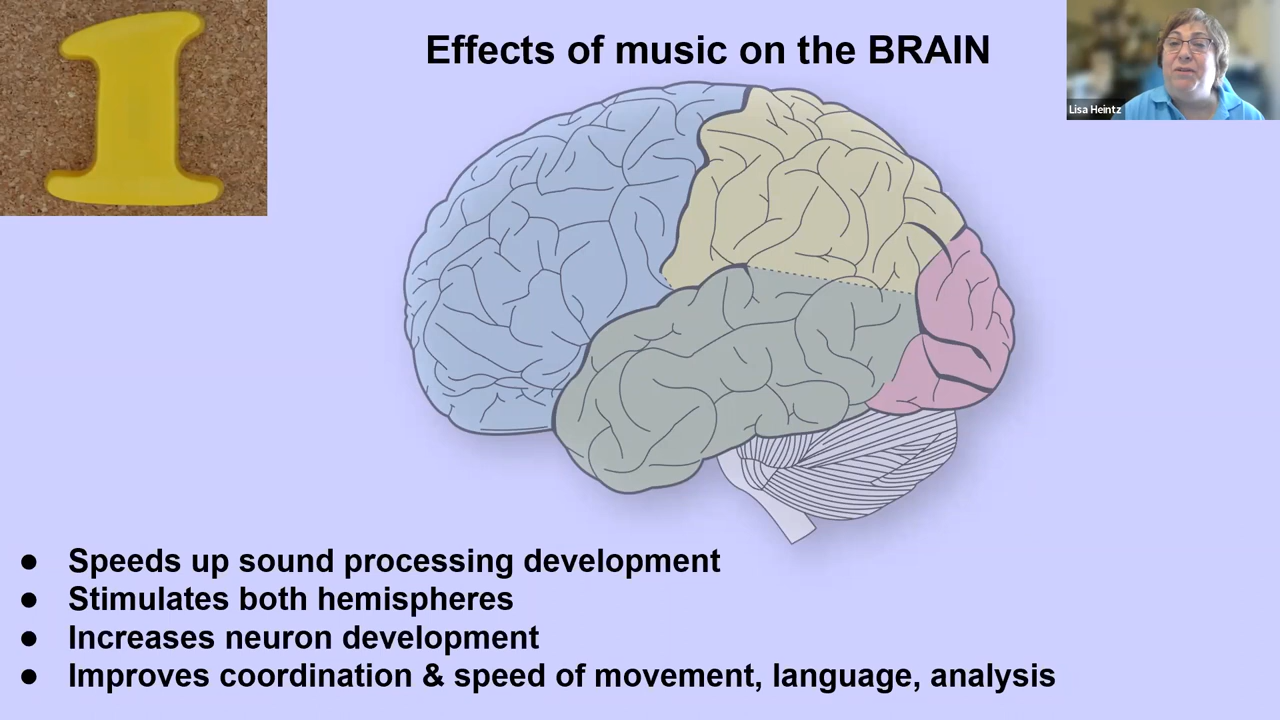 1
Effects of music on the BRAIN
Lisa Heintz
● Speeds up sound processing development
● Stimulates both hemispheres
● Increases neuron development
● Improves coordination & speed of movement, language, analysis